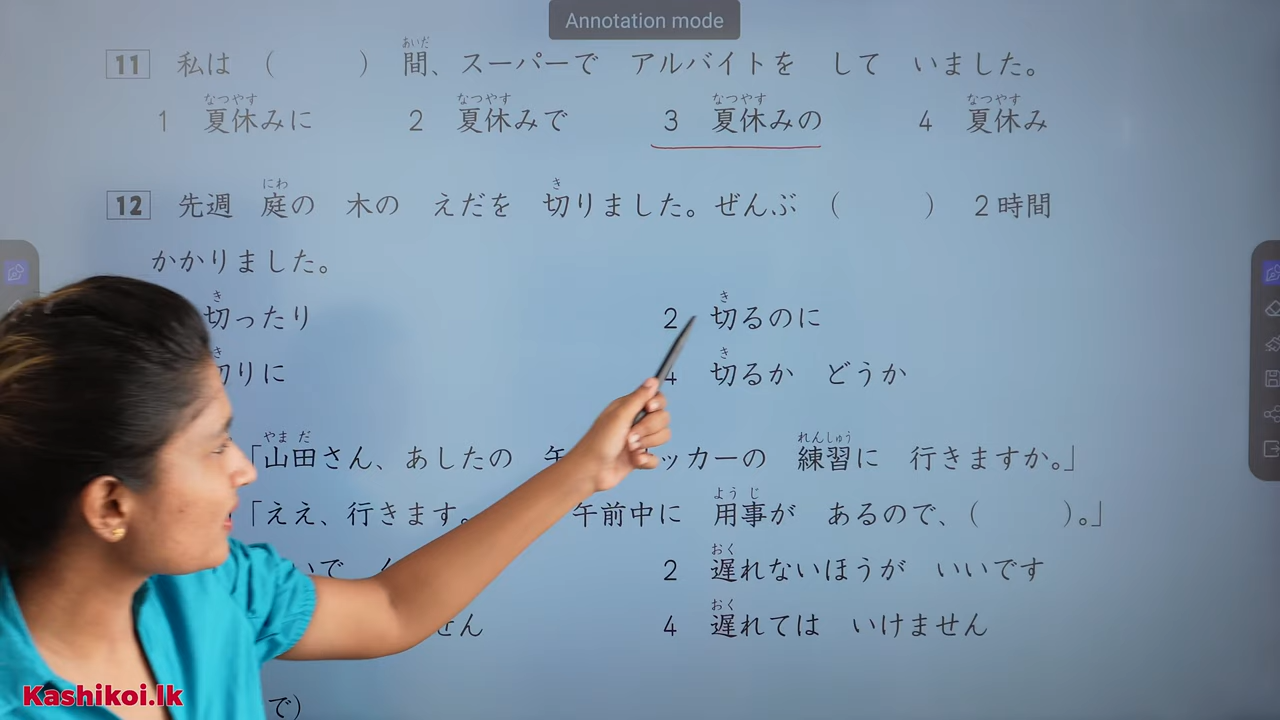 Annotation mode
11 私は ( ) 間、スーパーで アルバイトを して いました。
1 夏休みに 2 夏休みで 3 夏休みの 4 夏休み
12 先週 庭の 木の えだを 切りました。ぜんぶ ( ) 2時間
かかりました。
切ったり 2 切るのに
切りに 4 切るか どうか
「山田さん、あしたの 午 ッカーの 練習に 行きますか。」
「ええ、行きます。 午前中に 用事が あるので、( )。」
いで 2 遅れないほうが いいです
せん 4 遅れては いけません
Kashikoi.lk で)